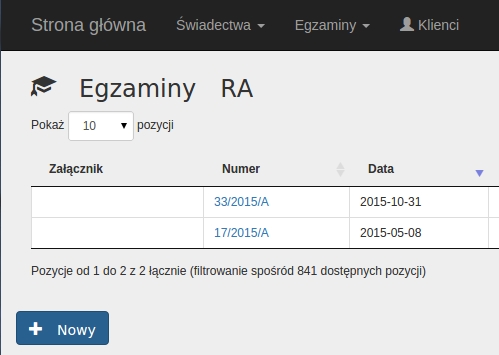 Strona główna Świadectwa Egzaminy Klienci
Egzaminy RA
Pokaż 10 pozycji
Załącznik Numer Data
33/2015/A 2015-10-31
17/2015/A 2015-05-08
Pozycje od 1 do 2 z 2 łącznie (filtrowanie spośród 841 dostępnych pozycji)
Nowy